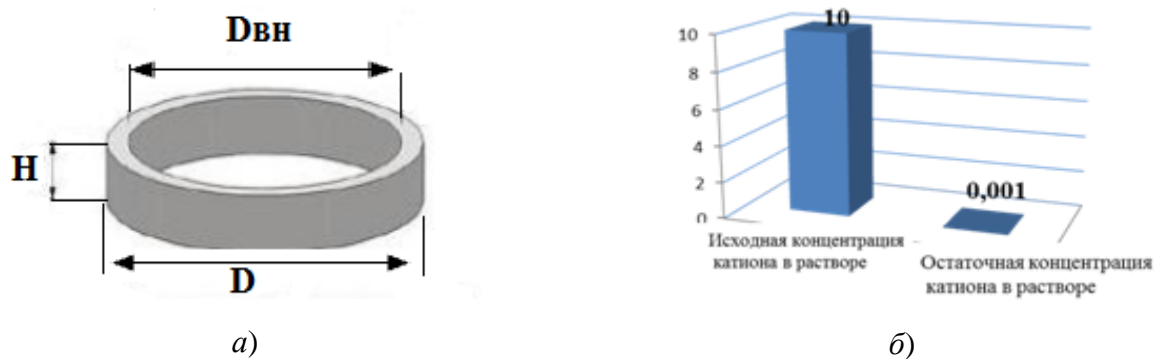 Dвн
H
D
а)
10
8
6
4
2
0
10
0,001
Исходная концентрация
катиона в растворе
Остаточная концентрация
катиона в растворе
б)